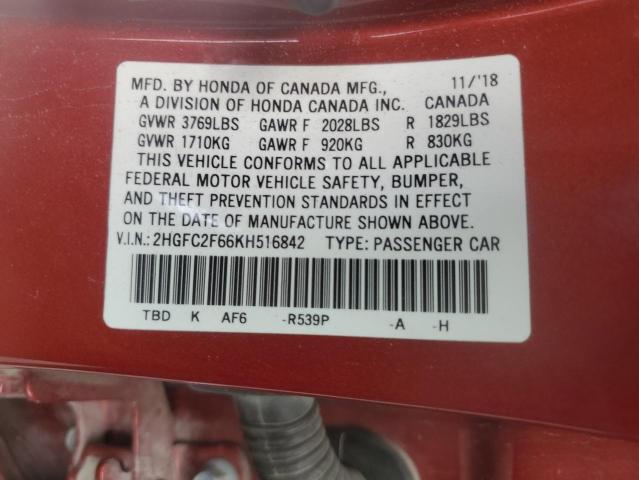 MFD. BY HONDA OF CANADA MFG., 11/'18
A DIVISION OF HONDA CANADA INC. CANADA
GVWR 3769LBS GAWR F 2028LBS R 1829LBS
GVWR 1710KG GAWR F 920KG R 830KG
THIS VEHICLE CONFORMS TO ALL APPLICABLE
FEDERAL MOTOR VEHICLE SAFETY, BUMPER,
AND THEFT PREVENTION STANDARDS IN EFFECT
ON THE DATE OF MANUFACTURE SHOWN ABOVE.
V.I.N.: 2HGFC2F66KH516842 TYPE: PASSENGER CAR
TBD K AF6 -R539P -A -H